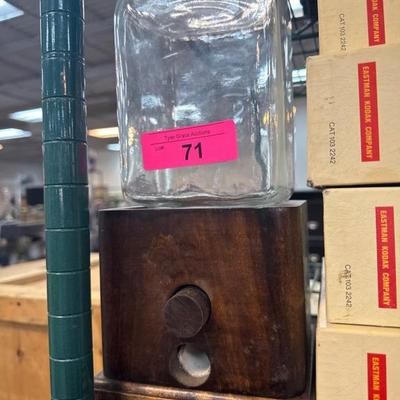 Tyler Grace Auctions
Lot#:
71
CAT 103 2242
EASTMAN KODAK COMPANY
CAT 103 2242
EASTMAN KODAK COMPANY
CAT 103 2242
EASTMAN KODAK COMPANY
EASTMAN KODAK COMPANY